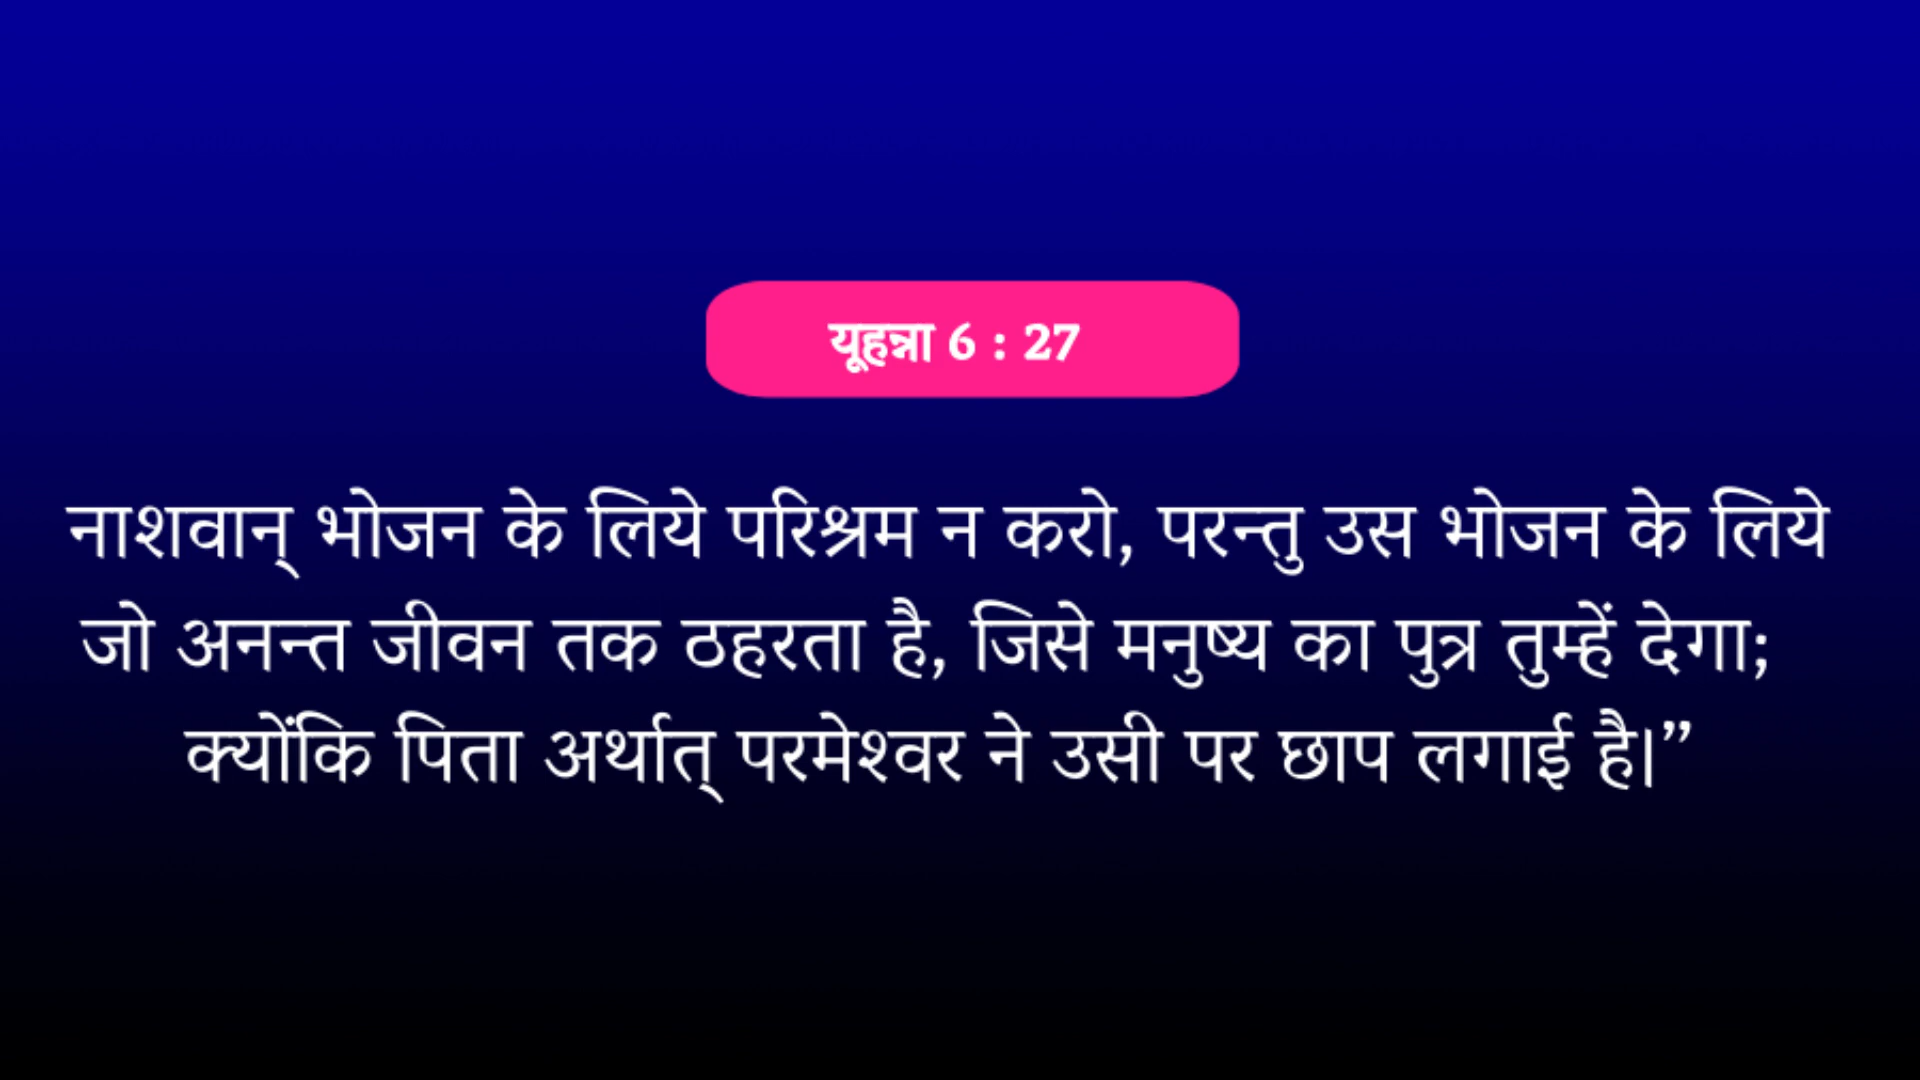 यूहन्ना 6 : 27
नाशवान् भोजन के लिये परिश्रम न करो, परन्तु उस भोजन के लिये
जो अनन्त जीवन तक ठहरता है, जिसे मनुष्य का पुत्र तुम्हें देगा;
क्योंकि पिता अर्थात् परमेश्वर ने उसी पर छाप लगाई है।”